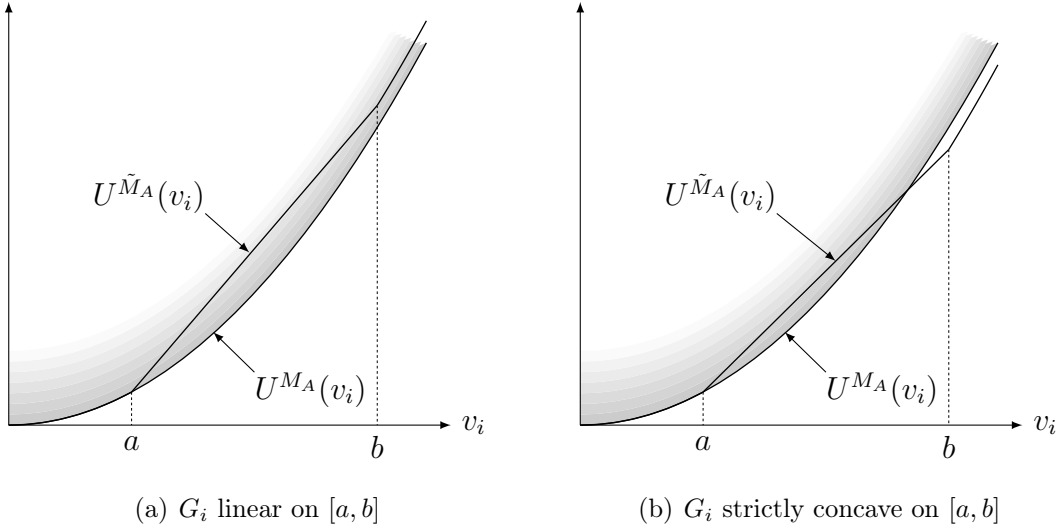 $U^{\tilde{M}_A}(v_i)$
$U^{M_A}(v_i)$
$a$
$b$
$v_i$
(a) $G_i$ linear on $[a, b]$
$U^{\tilde{M}_A}(v_i)$
$U^{M_A}(v_i)$
$a$
$b$
$v_i$
(b) $G_i$ strictly concave on $[a, b]$